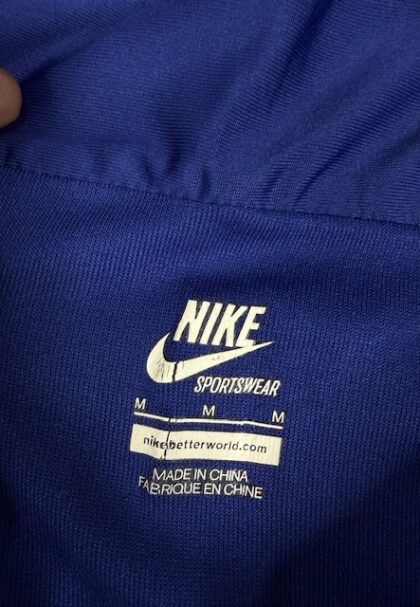 NIKE
SPORTSWEAR
M M M
nikebetterworld.com
MADE IN CHINA
FABRIQUE EN CHINE